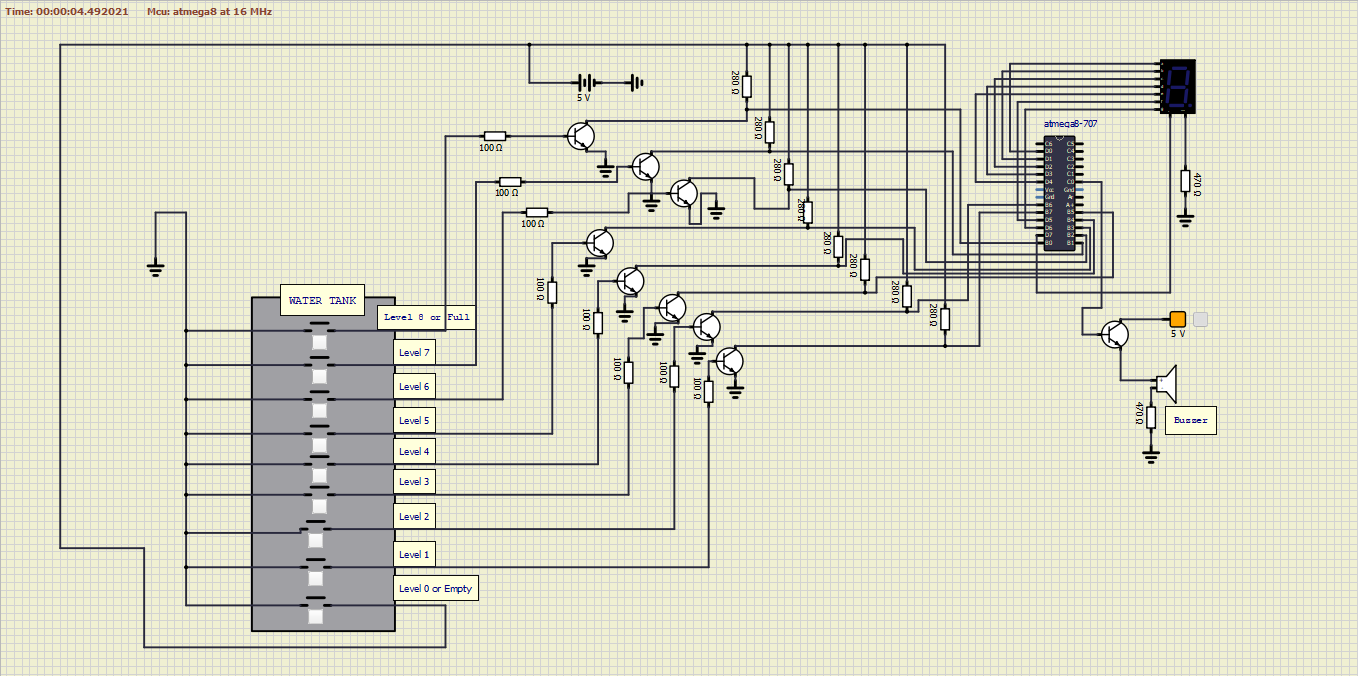 Time: 00:00:04.492021 Mcu: atmega8 at 16 MHz
5 V
280 Ω
280 Ω
280 Ω
280 Ω
280 Ω
280 Ω
280 Ω
280 Ω
100 Ω
100 Ω
100 Ω
100 Ω
100 Ω
100 Ω
100 Ω
100 Ω
atmega8-707
470 Ω
5 V
470 Ω
Buzzer
WATER TANK
Level 8 or Full
Level 7
Level 6
Level 5
Level 4
Level 3
Level 2
Level 1
Level 0 or Empty